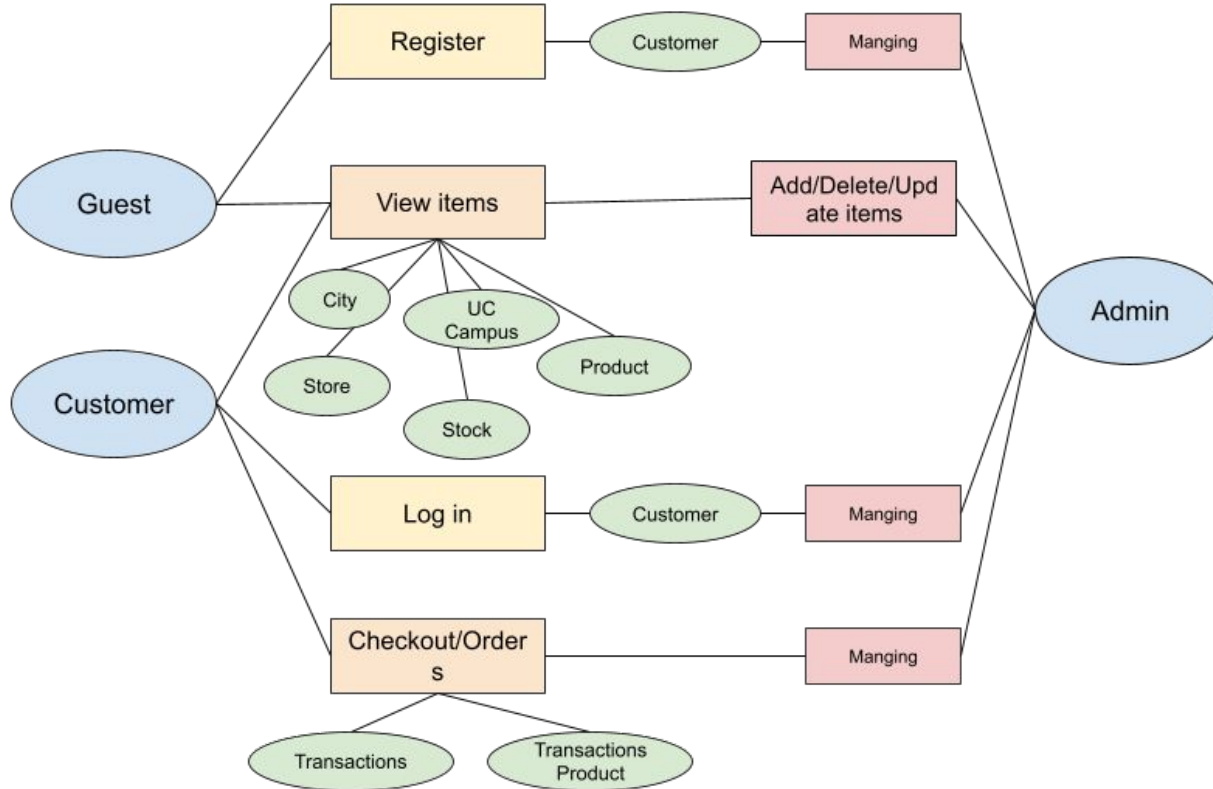 Register
Customer
Manging
Guest
View items
Add/Delete/Upd
ate items
City
UC
Campus
Admin
Store
Product
Customer
Stock
Log in
Customer
Manging
Checkout/Order
s
Manging
Transactions
Transactions
Product